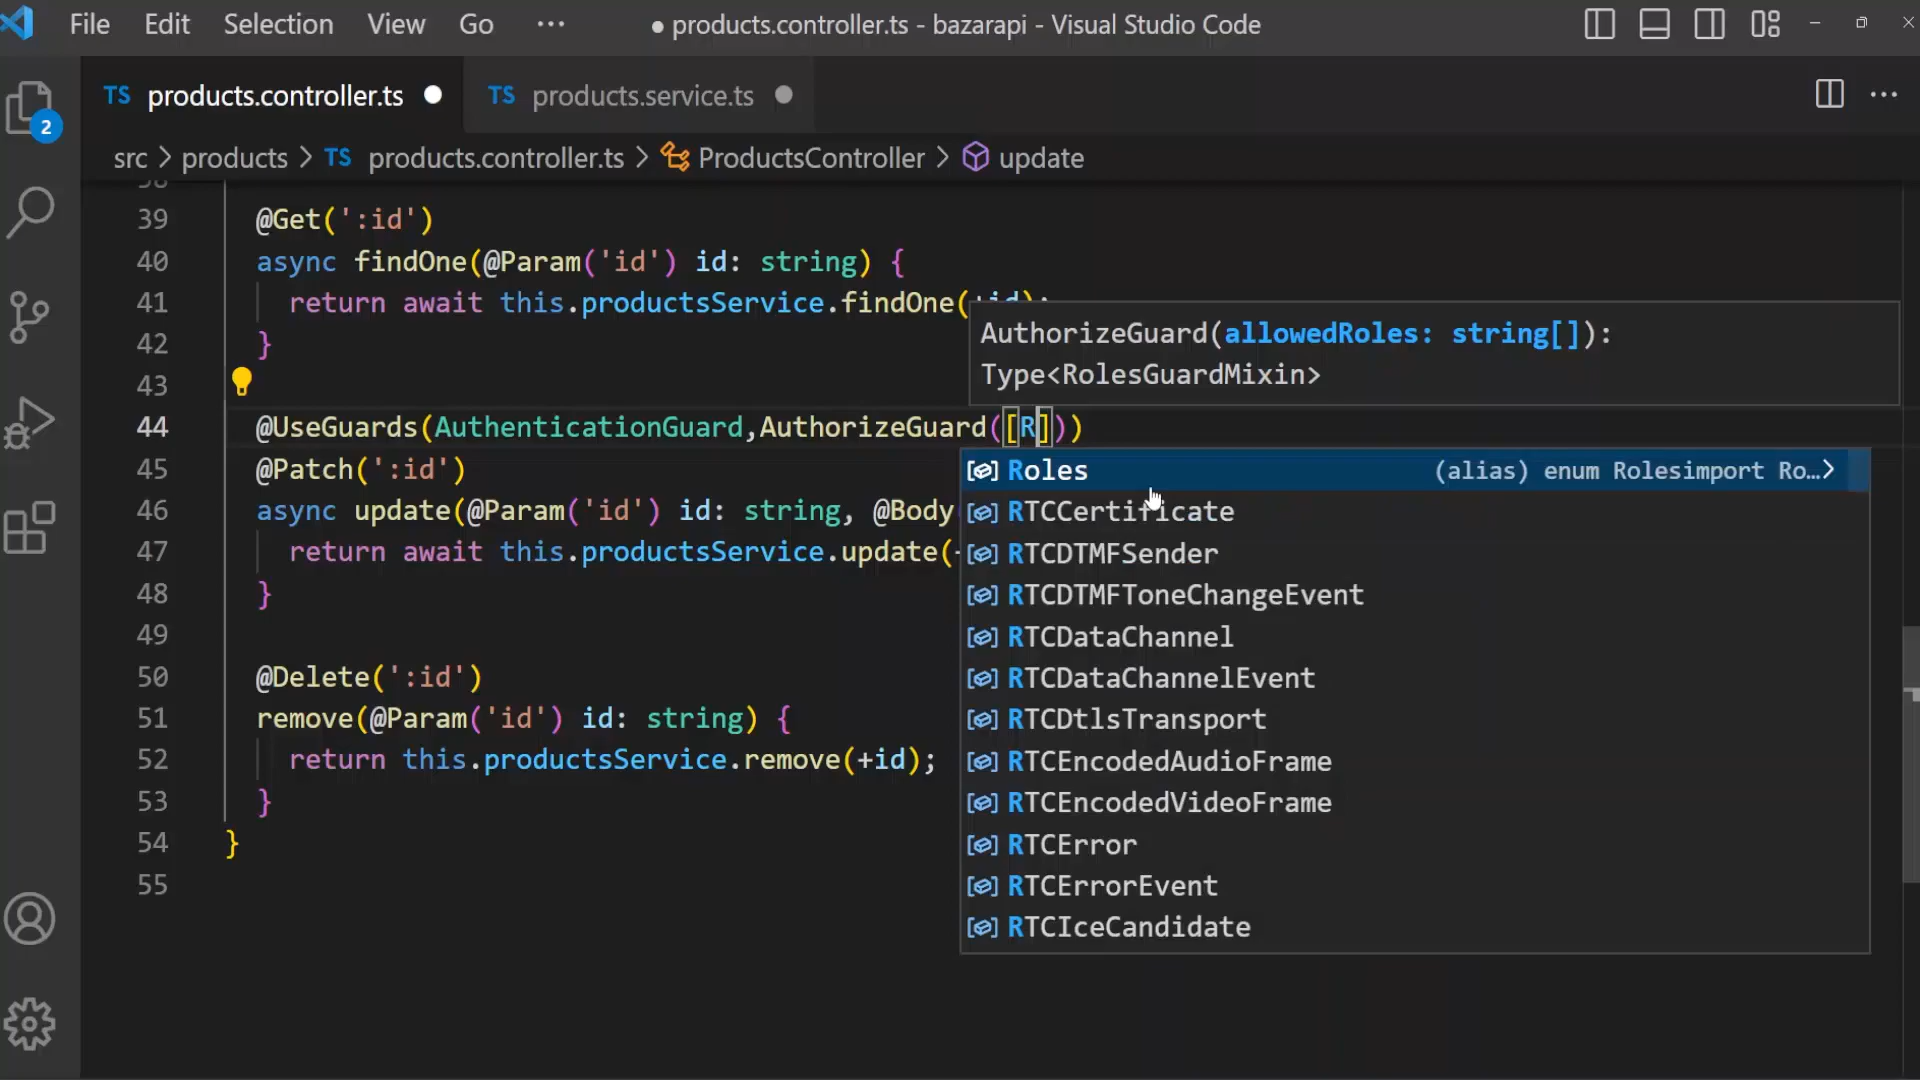 File Edit Selection View Go ··· ● products.controller.ts - bazarapi - Visual Studio Code
TS products.controller.ts ● TS products.service.ts ●
2
src > products > TS products.controller.ts > ProductsController > update
39 @Get(':id')
40 async findOne(@Param('id') id: string) {
41 return await this.productsService.findOne(+id);
AuthorizeGuard(allowedRoles: string[]):
42 }
Type<RolesGuardMixin>
43
44 @UseGuards(AuthenticationGuard,AuthorizeGuard([R]))
45 @Patch(':id')
Roles (alias) enum Rolesimport Ro…>
46 async update(@Param('id') id: string, @Body
RTCCertificate
47 return await this.productsService.update(
RTCDTMFSender
48 }
RTCDTMFToneChangeEvent
49
RTCDataChannel
50 @Delete(':id')
RTCDataChannelEvent
51 remove(@Param('id') id: string) {
RTCDtlsTransport
52 return this.productsService.remove(+id);
RTCEncodedAudioFrame
53 }
RTCEncodedVideoFrame
54 }
RTCError
55
RTCErrorEvent
RTCIceCandidate